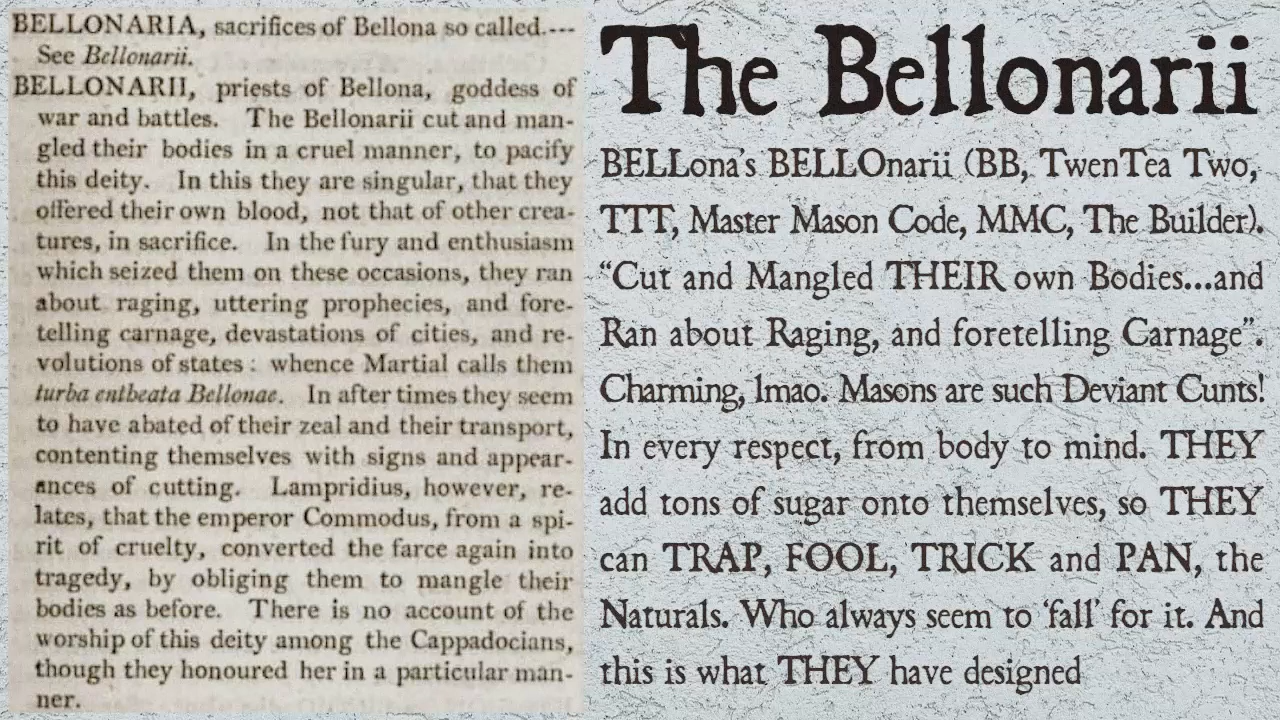 BELLONARIA, sacrifices of Bellona so called.---
See Bellonarii.
BELLONARII, priests of Bellona, goddess of
war and battles. The Bellonarii cut and man-
gled their bodies in a cruel manner, to pacify
this deity. In this they are singular, that they
offered their own blood, not that of other crea-
tures, in sacrifice. In the fury and enthusiasm
which seized them on these occasions, they ran
about raging, uttering prophecies, and fore-
telling carnage, devastations of cities, and re-
volutions of states: whence Martial calls them
turba entheata Bellonae. In after times they seem
to have abated of their zeal and their transport,
contenting themselves with signs and appear-
ances of cutting. Lampridius, however, re-
lates, that the emperor Commodus, from a spi-
rit of cruelty, converted the farce again into
tragedy, by obliging them to mangle their
bodies as before. There is no account of the
worship of this deity among the Cappadocians,
though they honoured her in a particular man-
ner.
The Bellonarii
BELLona's BELLOnarii (BB, TwenTea Two,
TTT, Master Mason Code, MMC, The Builder).
“Cut and Mangled THEIR own Bodies...and
Ran about Raging, and foretelling Carnage”.
Charming, lmao. Masons are such Deviant Cunts!
In every respect, from body to mind. THEY
add tons of sugar onto themselves, so THEY
can TRAP, FOOL, TRICK and PAN, the
Naturals. Who always seem to ‘fall’ for it. And
this is what THEY have designed